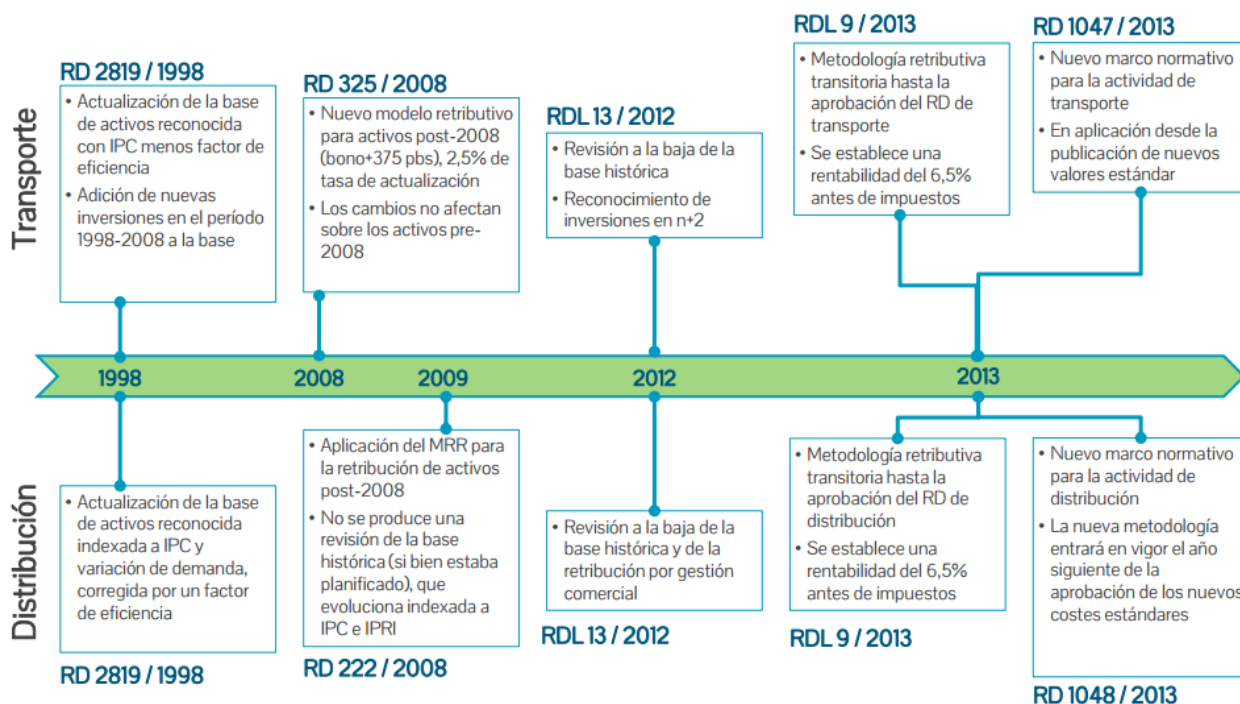 Transporte
RD 2819 / 1998
• Actualización de la base
de activos reconocida
con IPC menos factor de
eficiencia
• Adición de nuevas
inversiones en el período
1998-2008 a la base
RD 325 / 2008
• Nuevo modelo retributivo
para activos post-2008
(bono+375 pbs), 2,5% de
tasa de actualización
• Los cambios no afectan
sobre los activos pre-
2008
RDL 13 / 2012
• Revisión a la baja de la
base histórica
• Reconocimiento de
inversiones en n+2
RDL 9 / 2013
• Metodología retributiva
transitoria hasta la
aprobación del RD de
transporte
• Se establece una
rentabilidad del 6,5%
antes de impuestos
RD 1047 / 2013
• Nuevo marco normativo
para la actividad de
transporte
• En aplicación desde la
publicación de nuevos
valores estándar
1998 2008 2009 2012 2013
Distribución
• Actualización de la base
de activos reconocida
indexada a IPC y
variación de demanda,
corregida por un factor
de eficiencia
RD 2819 / 1998
• Aplicación del MRR para
la retribución de activos
post-2008
• No se produce una
revisión de la base
histórica (si bien estaba
planificado), que
evoluciona indexada a
IPC e IPRI
RD 222 / 2008
• Revisión a la baja de la
base histórica y de la
retribución por gestión
comercial
RDL 13 / 2012
• Metodología retributiva
transitoria hasta la
aprobación del RD de
distribución
• Se establece una
rentabilidad del 6,5%
antes de impuestos
RDL 9 / 2013
• Nuevo marco normativo
para la actividad de
distribución
• La nueva metodología
entrará en vigor el año
siguiente de la
aprobación de los nuevos
costes estándares
RD 1048 / 2013